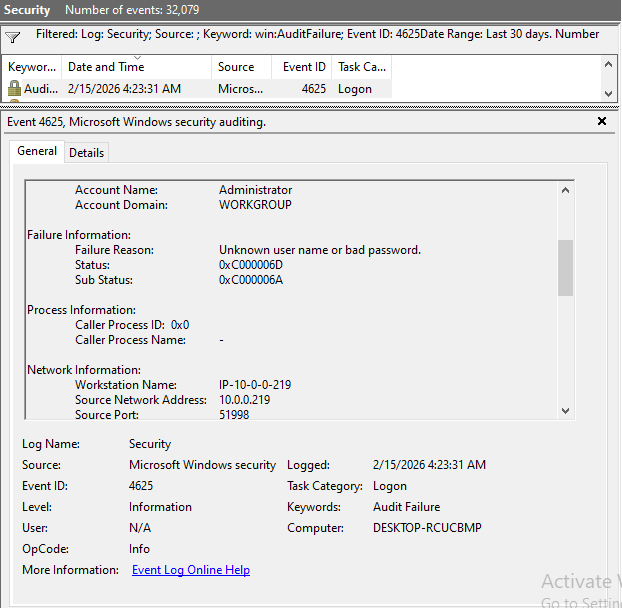 Security Number of events: 32,079
Filtered: Log: Security; Source: ; Keyword: win:AuditFailure; Event ID: 4625Date Range: Last 30 days. Number
Keywor... Date and Time Source Event ID Task Ca...
Audi... 2/15/2026 4:23:31 AM Micros... 4625 Logon
Event 4625, Microsoft Windows security auditing.
General Details
Account Name: Administrator
Account Domain: WORKGROUP
Failure Information:
Failure Reason: Unknown user name or bad password.
Status: 0xC000006D
Sub Status: 0xC000006A
Process Information:
Caller Process ID: 0x0
Caller Process Name: -
Network Information:
Workstation Name: IP-10-0-0-219
Source Network Address: 10.0.0.219
Source Port: 51998
Log Name: Security
Source: Microsoft Windows security Logged: 2/15/2026 4:23:31 AM
Event ID: 4625 Task Category: Logon
Level: Information Keywords: Audit Failure
User: N/A Computer: DESKTOP-RCUCBMP
OpCode: Info
More Information: Event Log Online Help
Activate
Go to Settin